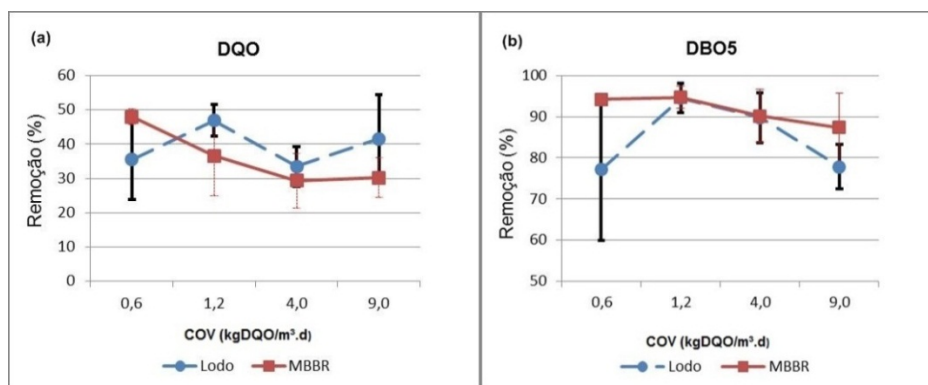 (a)
DQO
Remoção (%)
60
50
40
30
20
10
0
0,6 1,2 4,0 9,0
COV (kgDQO/m³.d)
Lodo MBBR
(b)
DBO5
Remoção (%)
100
90
80
70
60
50
0,6 1,2 4,0 9,0
COV (kgDQO/m³.d)
Lodo MBBR